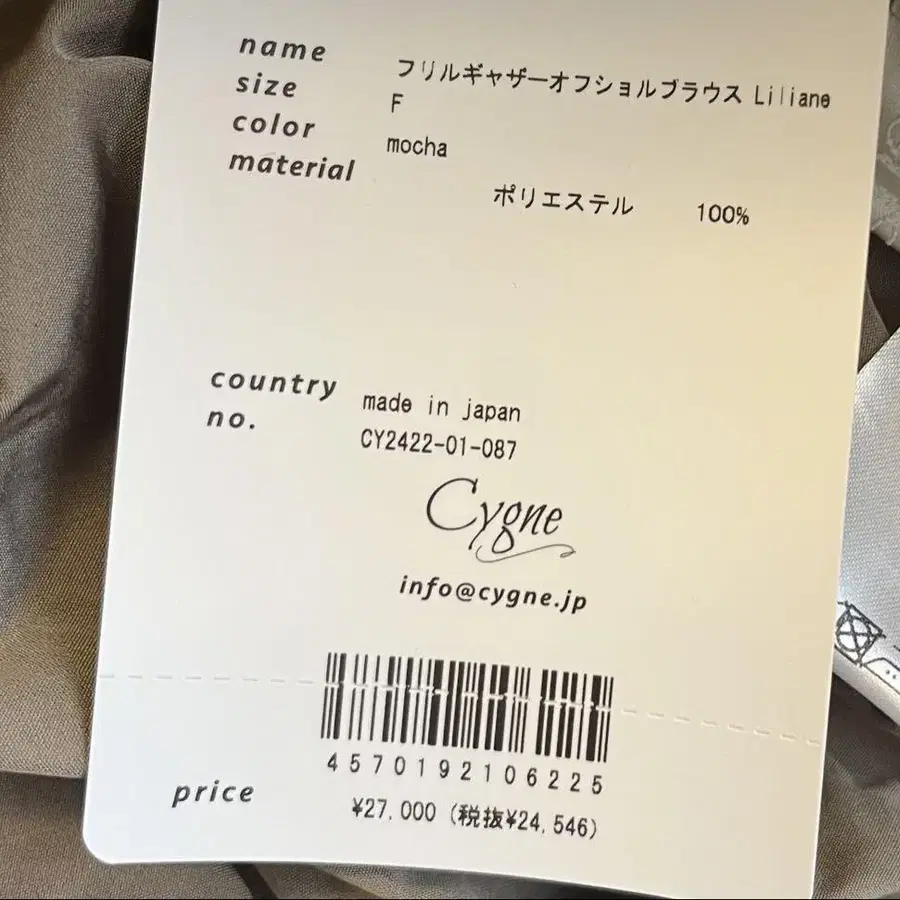 name フリルギャザーオフショルブラウス Liliane
size F
color mocha
material
ポリエステル 100%
country made in japan
no. CY2422-01-087
Cygne
info@cygne.jp
4570192106225
price ¥27,000 (税抜¥24,546)